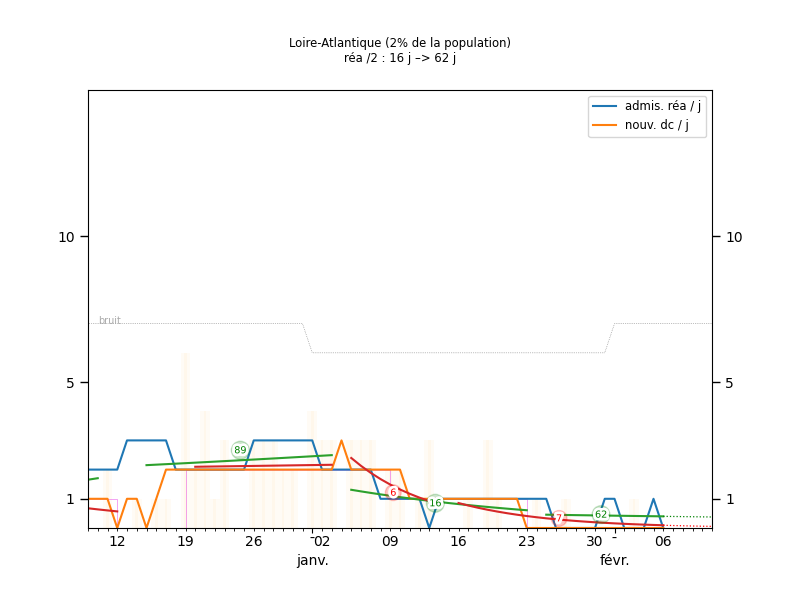 Loire-Atlantique (2% de la population)
réa /2 : 16 j –> 62 j
admis. réa / j
nouv. dc / j
10
10
bruit
5
5
89
6
16
7
62
1
1
12
19
26
02
09
16
23
30
06
janv.
févr.